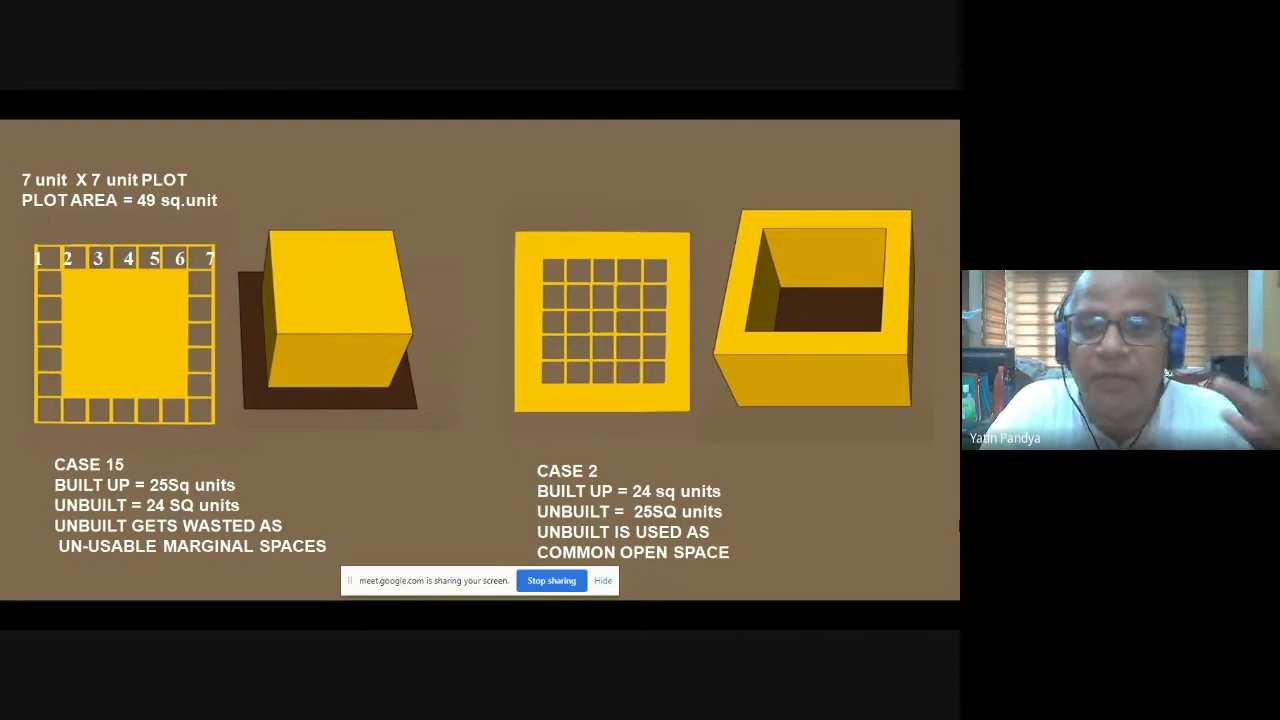 7 unit X 7 unit PLOT
PLOT AREA = 49 sq.unit
1 2 3 4 5 6 7
CASE 15
BUILT UP = 25Sq units
UNBUILT = 24 SQ units
UNBUILT GETS WASTED AS
UN-USABLE MARGINAL SPACES
CASE 2
BUILT UP = 24 sq units
UNBUILT = 25SQ units
UNBUILT IS USED AS
COMMON OPEN SPACE
meet.google.com is sharing your screen. Stop sharing Hide
Yatin Pandya